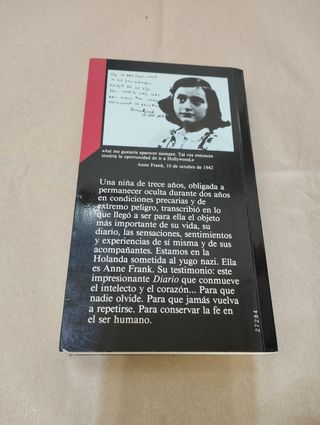 «Así me gustaría aparecer siempre. Tal vez entonces
tendría la oportunidad de ir a Hollywood.»
Anne Frank, 10 de octubre de 1942
Una niña de trece años, obligada a
permanecer oculta durante dos años
en condiciones precarias y de
extremo peligro, transcribió en lo
que llegó a ser para ella el objeto
más importante de su vida, su
diario, las sensaciones, sentimientos
y experiencias de sí misma y de sus
acompañantes. Estamos en la
Holanda sometida al yugo nazi. Ella
es Anne Frank. Su testimonio: este
impresionante Diario que conmueve
el intelecto y el corazón... Para que
nadie olvide. Para que jamás vuelva
a repetirse. Para conservar la fe en
el ser humano.
27284